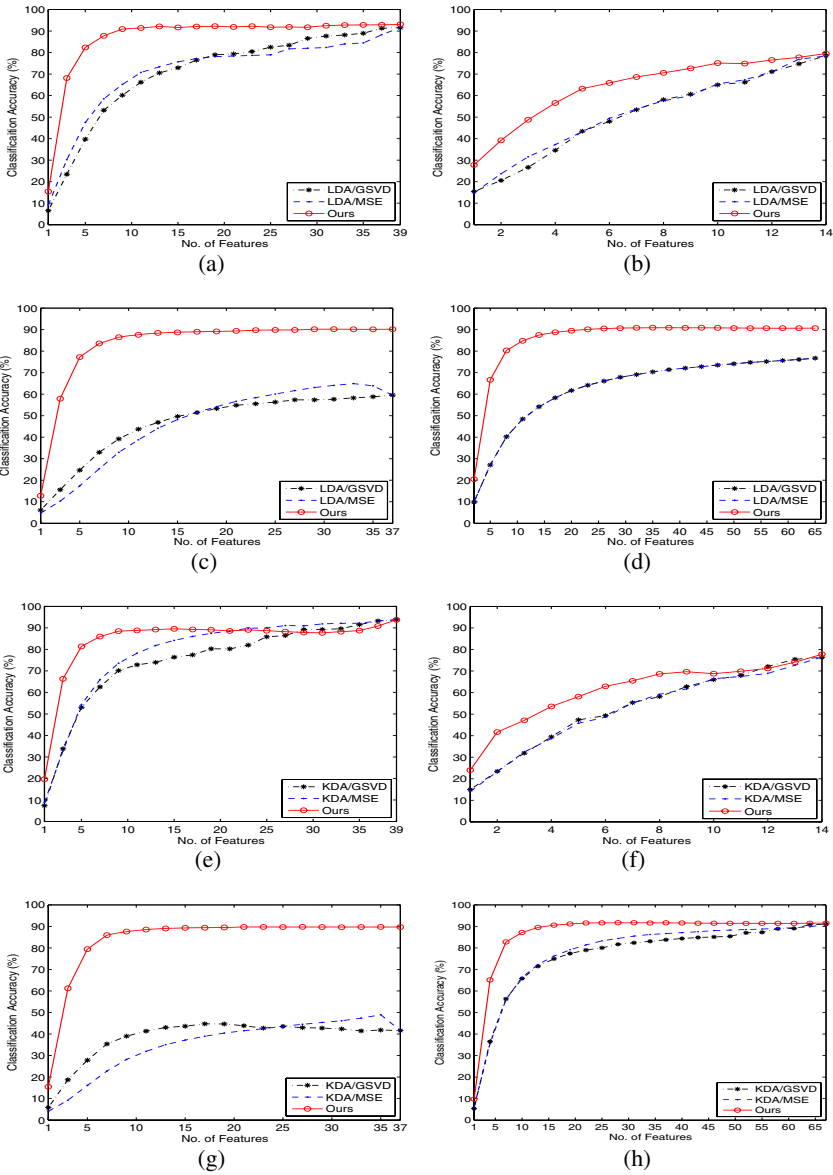 100
90
80
70
60
50
40
30
20
10
0
Classificaition Accuracy (%)
LDA/GSVD
LDA/MSE
Ours
1 5 10 15 20 25 30 35 39
No. of Features
(a)
100
90
80
70
60
50
40
30
20
10
0
Classificaition Accuracy (%)
LDA/GSVD
LDA/MSE
Ours
2 4 6 8 10 12 14
No. of Features
(b)
100
90
80
70
60
50
40
30
20
10
0
Classificaition Accuracy (%)
LDA/GSVD
LDA/MSE
Ours
1 5 10 15 20 25 30 35 37
No. of Features
(c)
100
90
80
70
60
50
40
30
20
10
0
Classificaition Accuracy (%)
LDA/GSVD
LDA/MSE
Ours
5 10 15 20 25 30 35 40 45 50 55 60 65
No. of Features
(d)
100
90
80
70
60
50
40
30
20
10
0
Classification Accuracy (%)
KDA/GSVD
KDA/MSE
Ours
1 5 10 15 20 25 30 35 39
No. of Features
(e)
100
90
80
70
60
50
40
30
20
10
0
Classification Accuracy (%)
KDA/GSVD
KDA/MSE
Ours
2 4 6 8 10 12 14
No. of Features
(f)
100
90
80
70
60
50
40
30
20
10
0
Classification Accuracy (%)
KDA/GSVD
KDA/MSE
Ours
1 5 10 15 20 25 30 35 37
No. of Features
(g)
100
90
80
70
60
50
40
30
20
10
0
Classification Accuracy (%)
KDA/GSVD
KDA/MSE
Ours
1 5 10 15 20 25 30 35 40 45 50 55 60 65
No. of Features
(h)